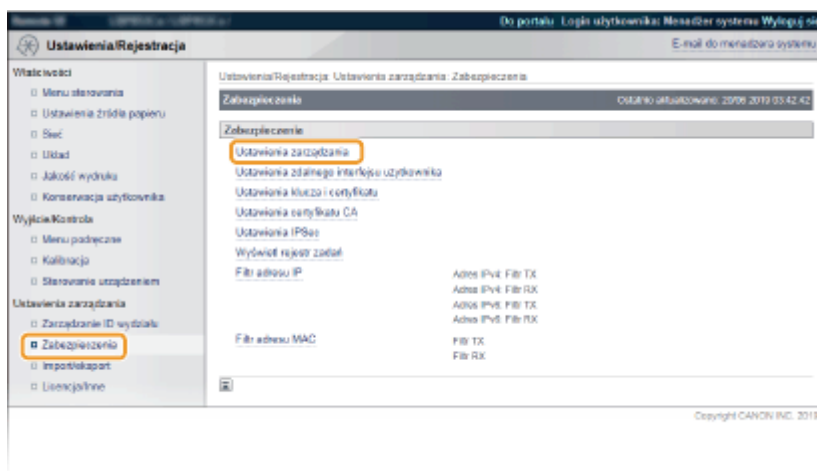 Do portalu Login użytkownika: Menadżer systemu Wyloguj się
Ustawienia/Rejestracja
E-mail do menadżera systemu
Właściwości
Menu sterowania
Ustawienia źródła papieru
Sieć
Układ
Jakość wydruku
Konserwacja użytkownika
Wyjście/Kontrola
Menu podręczne
Kalibracja
Sterowanie urządzeniem
Ustawienia zarządzania
Zarządzanie ID wydziału
Zabezpieczenia
Import/eksport
Licencja/Inne
Ustawienia/Rejestracja: Ustawienia zarządzania: Zabezpieczenia
Zabezpieczenia
Ostatnio aktualizowano: 20/06 2019 03:42:42
Zabezpieczenia
Ustawienia zarządzania
Ustawienia zdalnego interfejsu użytkownika
Ustawienia klucza i certyfikatu
Ustawienia certyfikatu CA
Ustawienia IPSec
Wyświetl rejestr zadań
Filtr adresu IP
Adres IPv4: Filtr TX
Adres IPv4: Filtr RX
Adres IPv6: Filtr TX
Adres IPv6: Filtr RX
Filtr adresu MAC
Filtr TX
Filtr RX
Copyright CANON INC. 2019